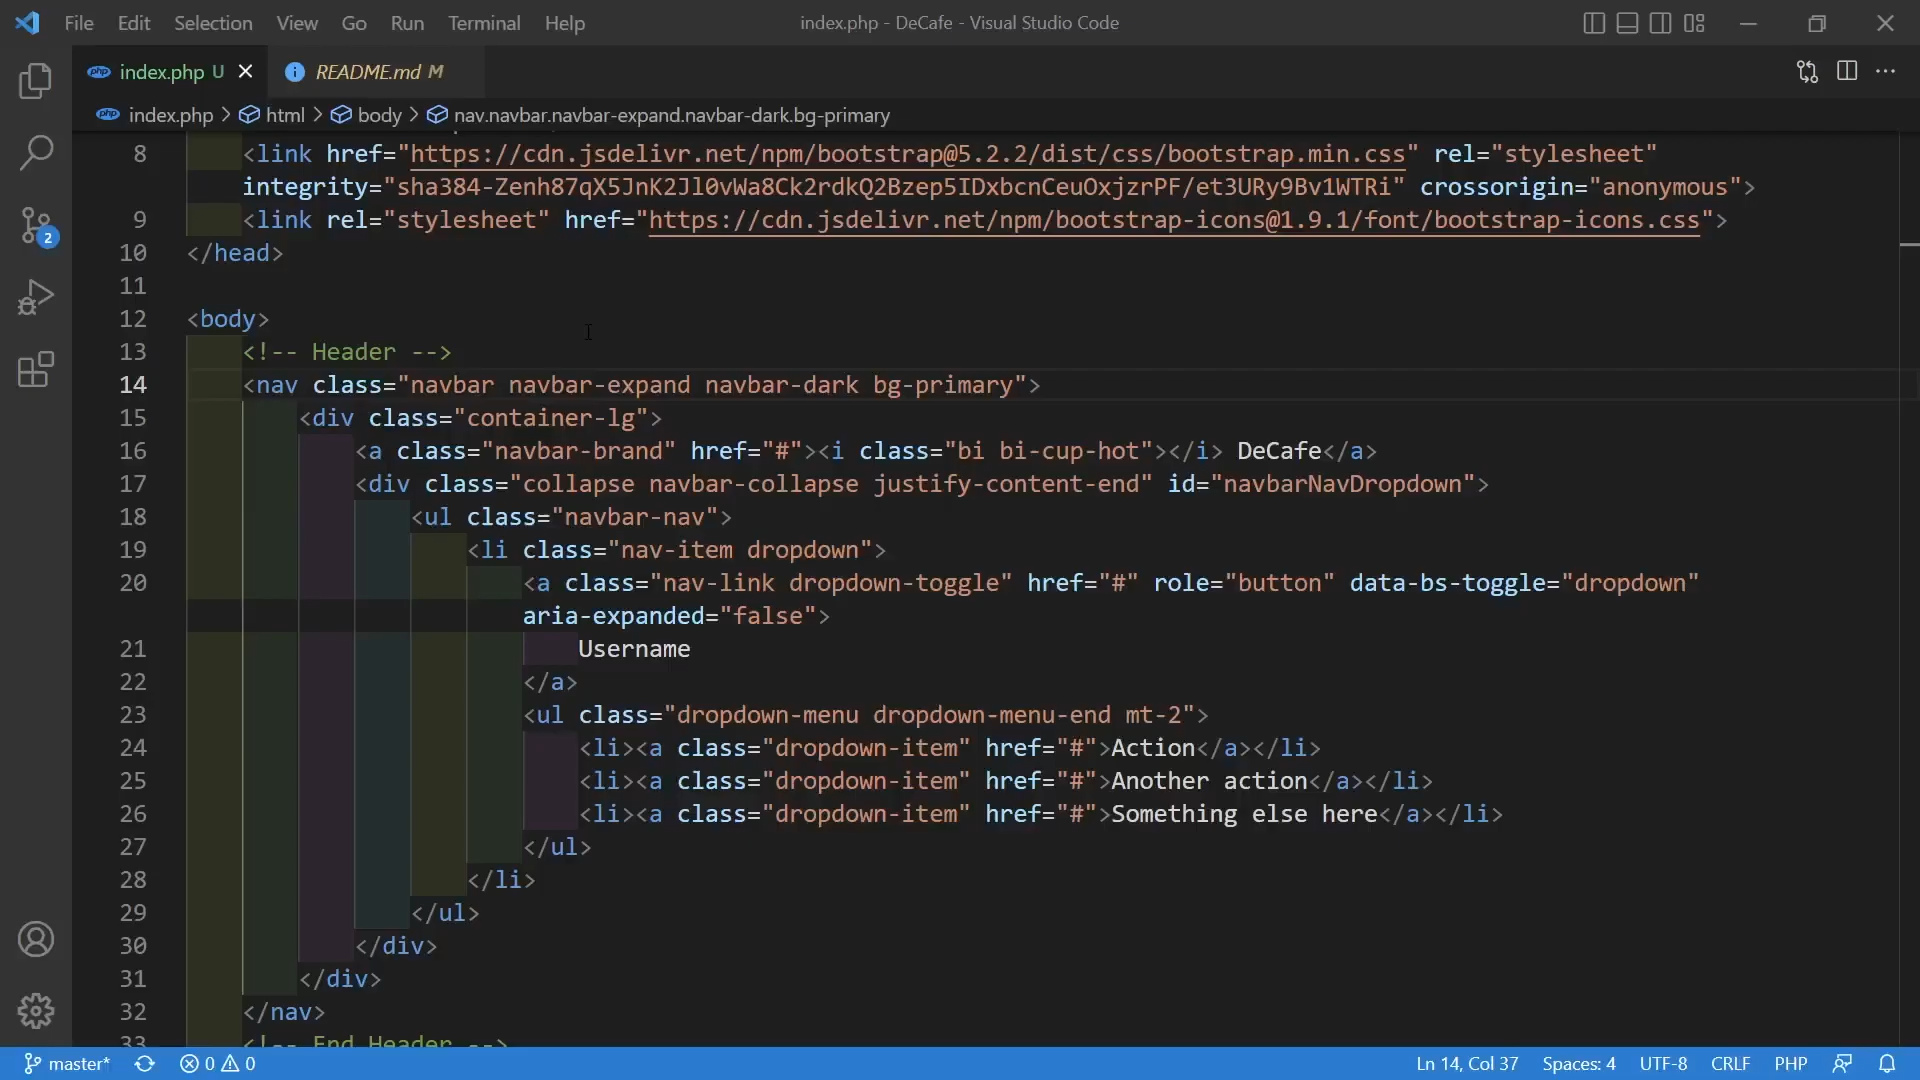 File Edit Selection View Go Run Terminal Help index.php - DeCafe - Visual Studio Code
index.php U README.md M
index.php > html > body > nav.navbar.navbar-expand.navbar-dark.bg-primary
8 <link href="https://cdn.jsdelivr.net/npm/bootstrap@5.2.2/dist/css/bootstrap.min.css" rel="stylesheet"
integrity="sha384-Zenh87qX5JnK2Jl0vWa8Ck2rdkQ2Bzep5IDxbcnCeuOxjzrPF/et3URy9Bv1WTRi" crossorigin="anonymous">
9 <link rel="stylesheet" href="https://cdn.jsdelivr.net/npm/bootstrap-icons@1.9.1/font/bootstrap-icons.css">
10 </head>
11
12 <body>
13 <!-- Header -->
14 <nav class="navbar navbar-expand navbar-dark bg-primary">
15 <div class="container-lg">
16 <a class="navbar-brand" href="#"><i class="bi bi-cup-hot"></i> DeCafe</a>
17 <div class="collapse navbar-collapse justify-content-end" id="navbarNavDropdown">
18 <ul class="navbar-nav">
19 <li class="nav-item dropdown">
20 <a class="nav-link dropdown-toggle" href="#" role="button" data-bs-toggle="dropdown"
aria-expanded="false">
21 Username
22 </a>
23 <ul class="dropdown-menu dropdown-menu-end mt-2">
24 <li><a class="dropdown-item" href="#">Action</a></li>
25 <li><a class="dropdown-item" href="#">Another action</a></li>
26 <li><a class="dropdown-item" href="#">Something else here</a></li>
27 </ul>
28 </li>
29 </ul>
30 </div>
31 </div>
32 </nav>
33 <!-- End Header -->
2
master* 0 0 Ln 14, Col 37 Spaces: 4 UTF-8 CRLF PHP